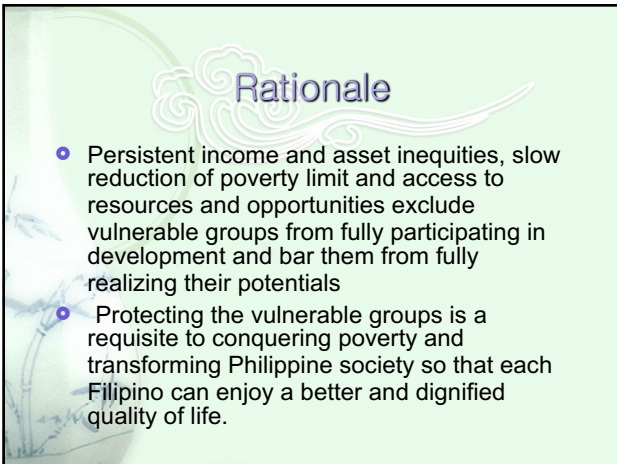 Rationale
Persistent income and asset inequities, slow
reduction of poverty limit and access to
resources and opportunities exclude
vulnerable groups from fully participating in
development and bar them from fully
realizing their potentials
Protecting the vulnerable groups is a
requisite to conquering poverty and
transforming Philippine society so that each
Filipino can enjoy a better and dignified
quality of life.